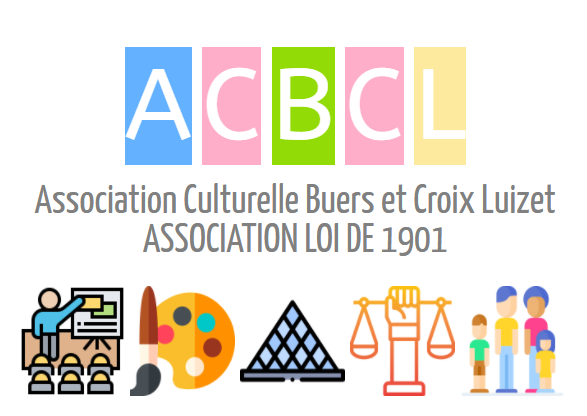 ACBCL
Association Culturelle Buers et Croix Luizet
ASSOCIATION LOI DE 1901